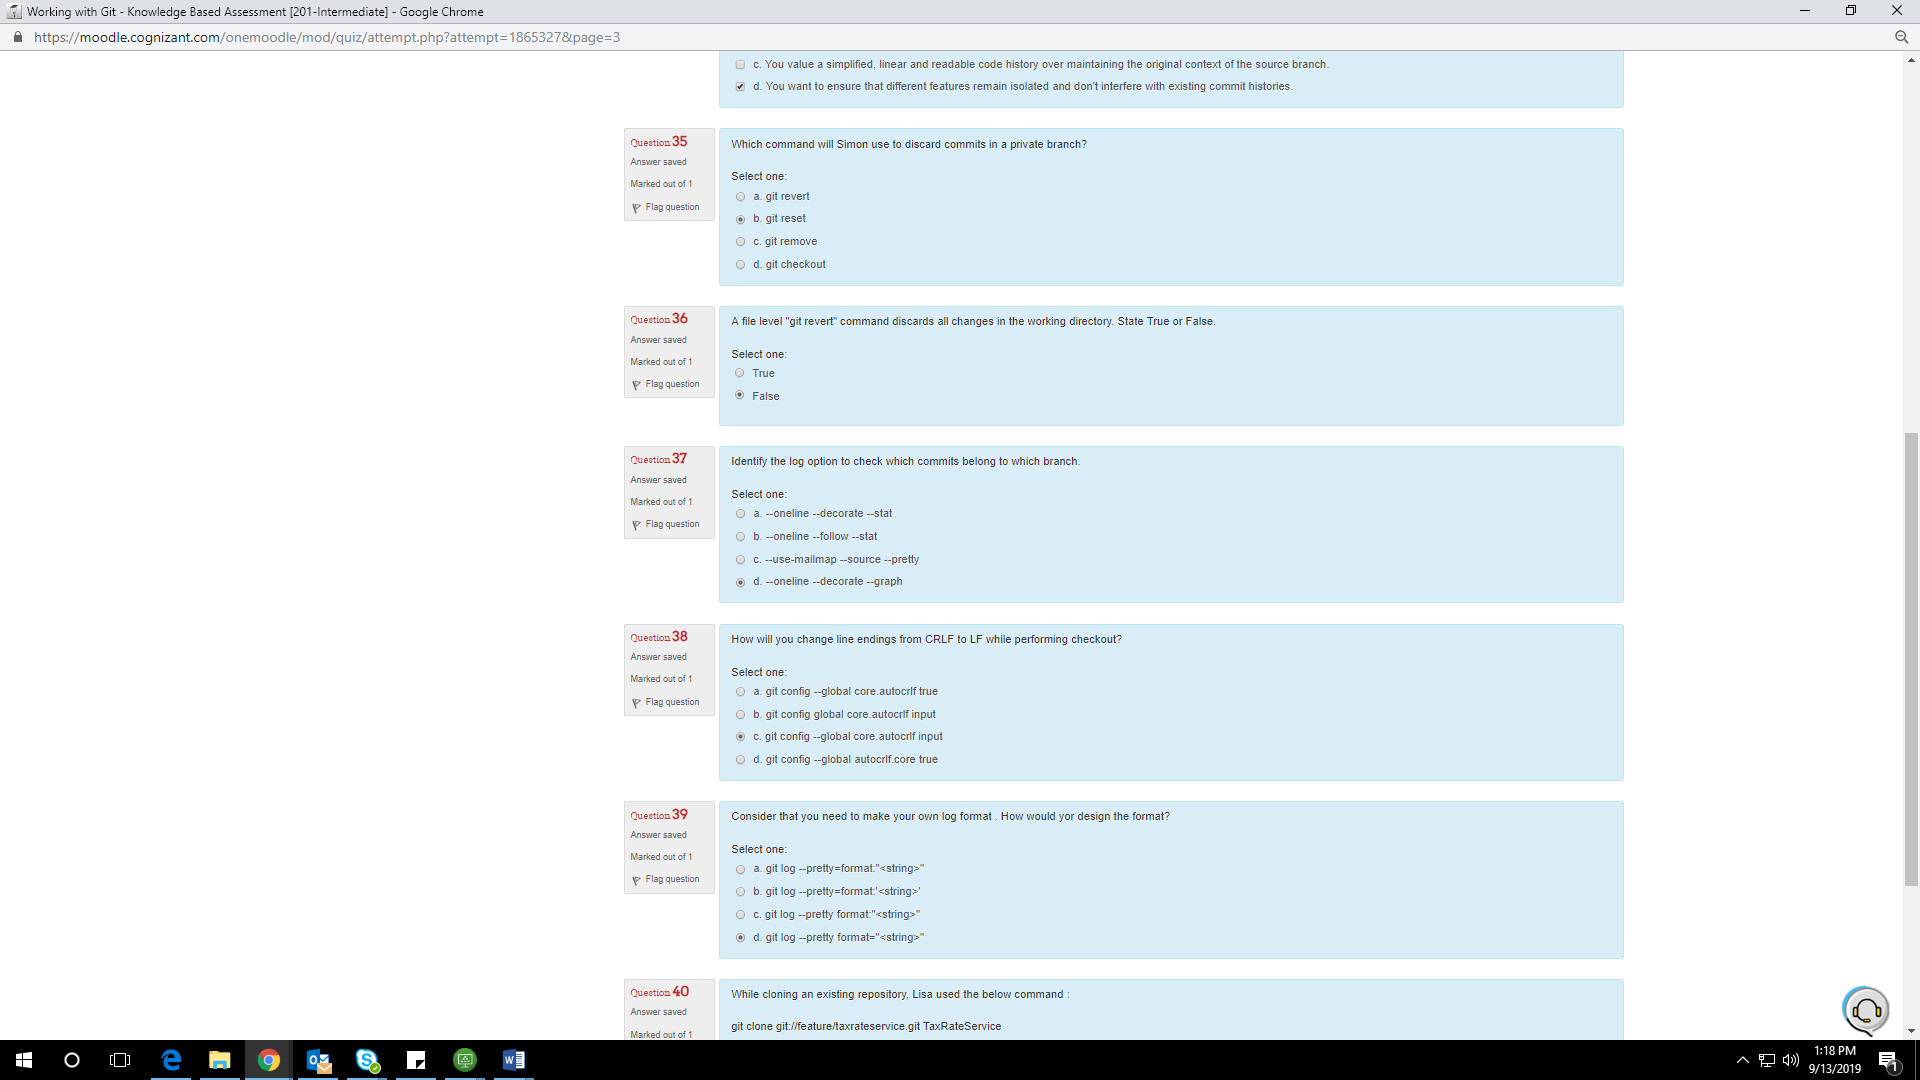 Working with Git - Knowledge Based Assessment [201-Intermediate] - Google Chrome
https://moodle.cognizant.com/onemoodle/mod/quiz/attempt.php?attempt=1865327&page=3
c. You value a simplified, linear and readable code history over maintaining the original context of the source branch.
d. You want to ensure that different features remain isolated and don't interfere with existing commit histories.
Question 35
Answer saved
Marked out of 1
Flag question
Which command will Simon use to discard commits in a private branch?
Select one:
a. git revert
b. git reset
c. git remove
d. git checkout
Question 36
Answer saved
Marked out of 1
Flag question
A file level "git revert" command discards all changes in the working directory. State True or False.
Select one:
True
False
Question 37
Answer saved
Marked out of 1
Flag question
Identify the log option to check which commits belong to which branch.
Select one:
a. --oneline --decorate --stat
b. --oneline --follow --stat
c. --use-mailmap --source --pretty
d. --oneline --decorate --graph
Question 38
Answer saved
Marked out of 1
Flag question
How will you change line endings from CRLF to LF while performing checkout?
Select one:
a. git config --global core.autocrlf true
b. git config global core.autocrlf input
c. git config --global core.autocrlf input
d. git config --global autocrlf.core true
Question 39
Answer saved
Marked out of 1
Flag question
Consider that you need to make your own log format . How would yor design the format?
Select one:
a. git log --pretty=format:"<string>"
b. git log --pretty=format:'<string>'
c. git log --pretty format:"<string>"
d. git log --pretty format="<string>"
Question 40
Answer saved
Marked out of 1
While cloning an existing repository, Lisa used the below command :
git clone git://feature/taxrateservice.git TaxRateService
1:18 PM
9/13/2019
1